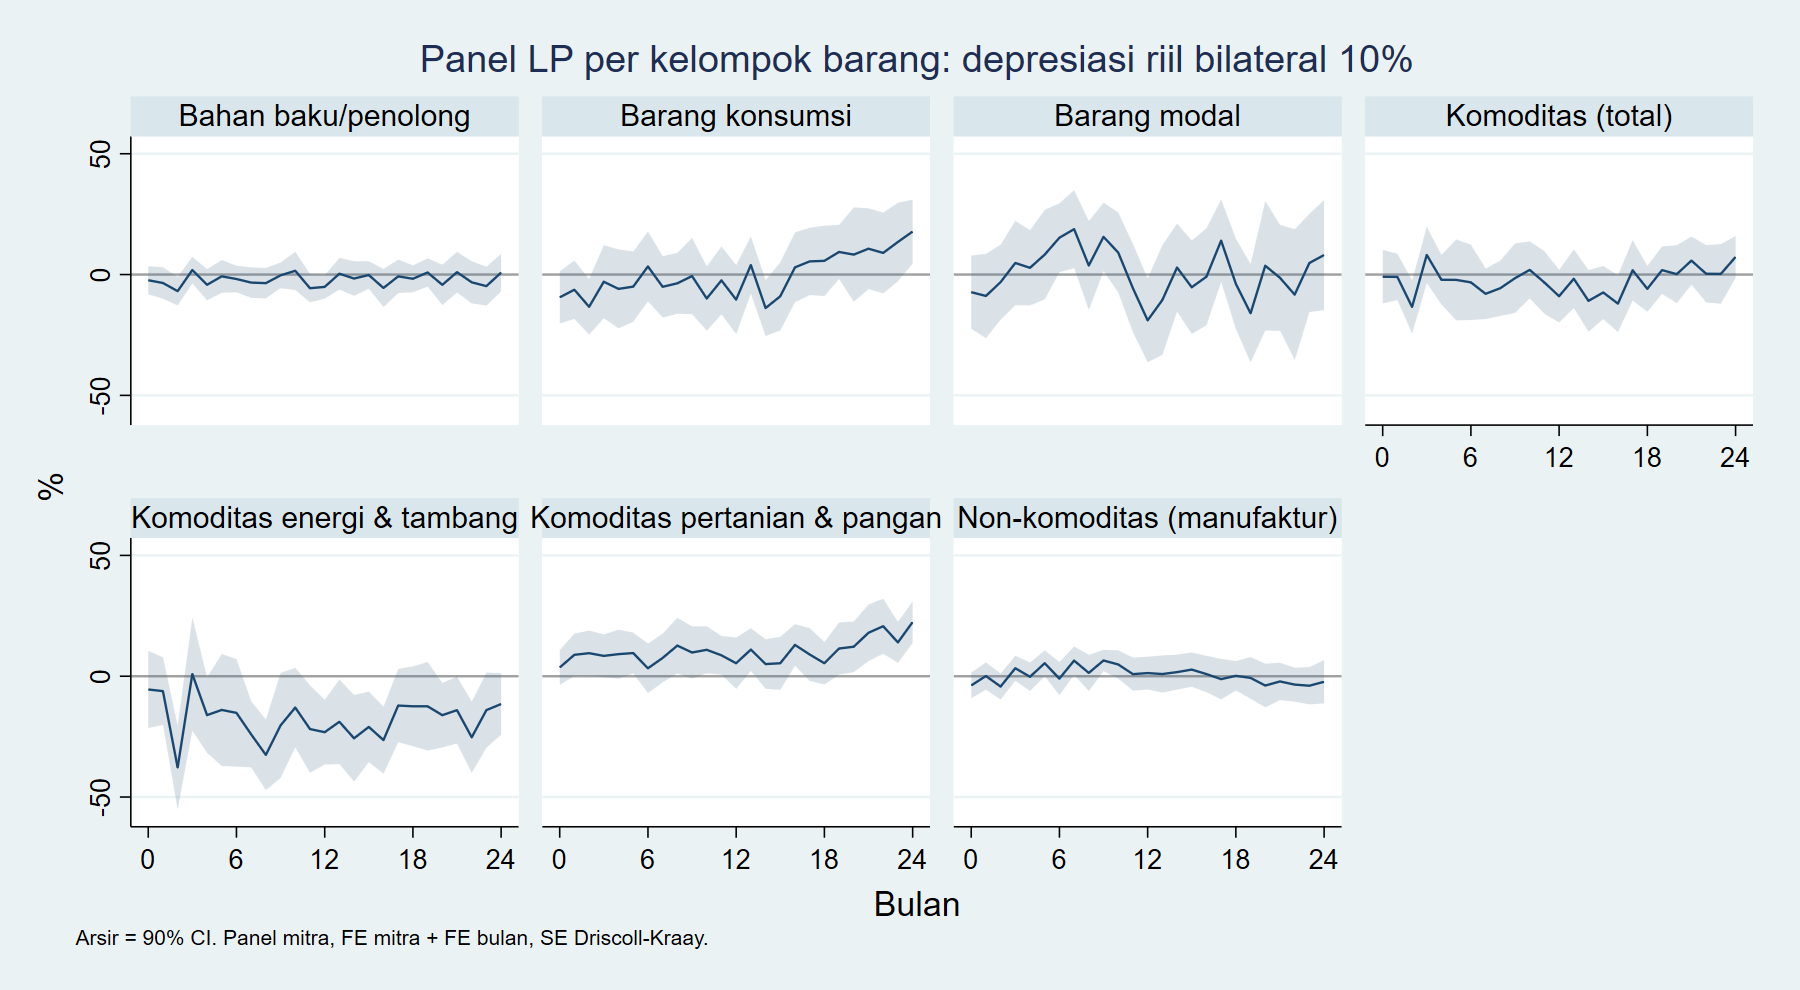 Panel LP per kelompok barang: depresiasi riil bilateral 10%
Bahan baku/penolong
Barang konsumsi
Barang modal
Komoditas (total)
50
0
-50
0 6 12 18 24
%
Komoditas energi & tambang
Komoditas pertanian & pangan
Non-komoditas (manufaktur)
50
0
-50
0 6 12 18 24
0 6 12 18 24
0 6 12 18 24
Bulan
Arsir = 90% CI. Panel mitra, FE mitra + FE bulan, SE Driscoll-Kraay.